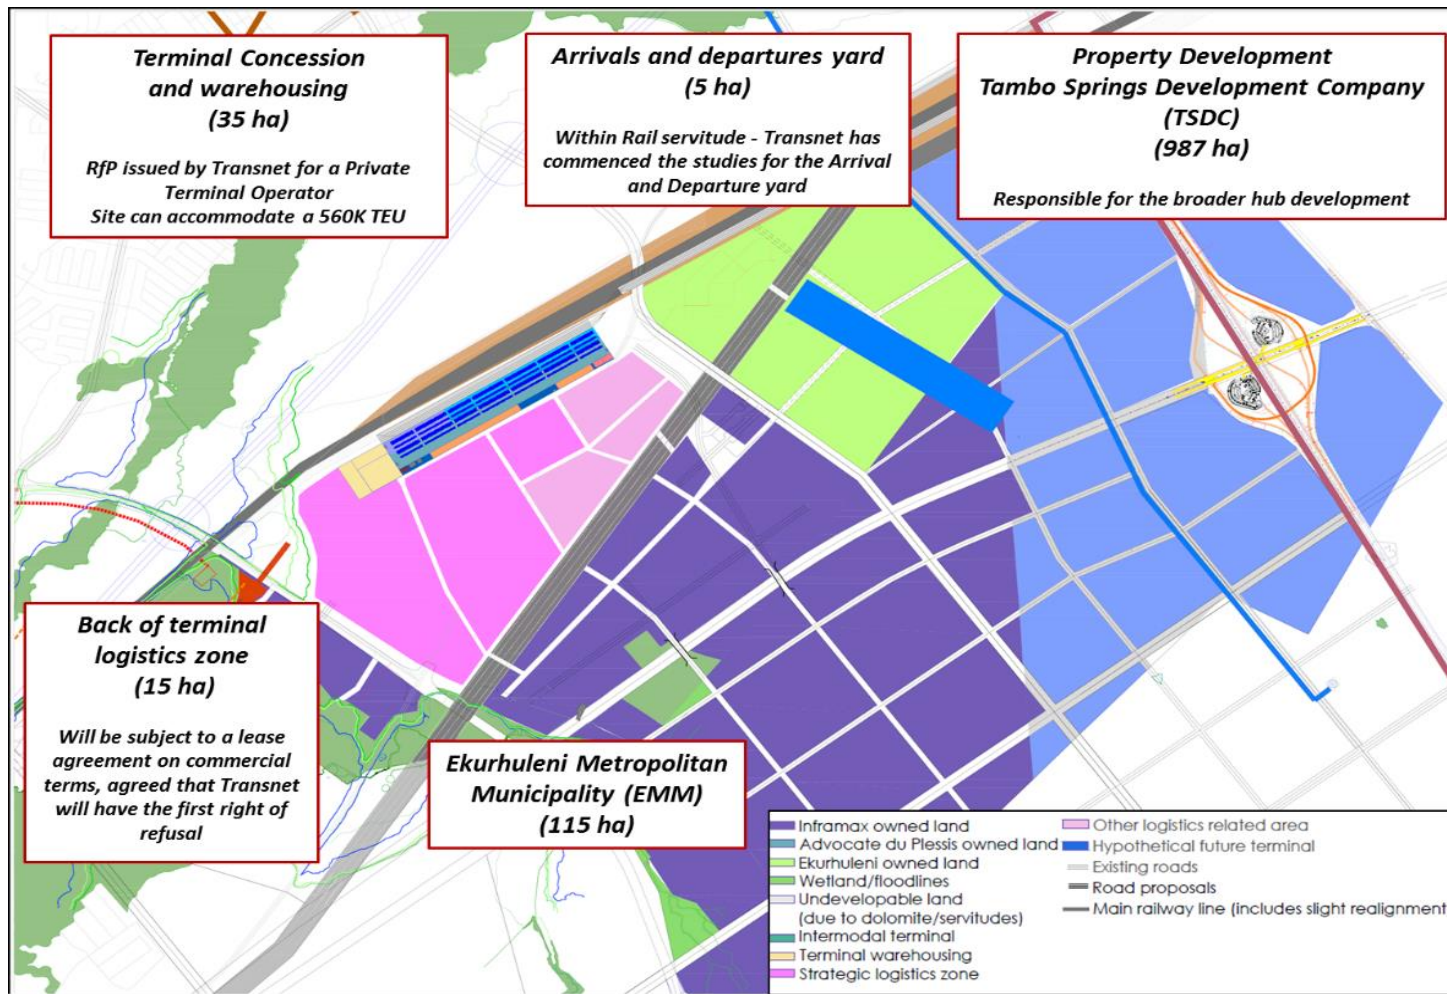 Terminal Concession
and warehousing
(35 ha)
RfP issued by Transnet for a Private
Terminal Operator
Site can accommodate a 560K TEU
Arrivals and departures yard
(5 ha)
Within Rail servitude - Transnet has
commenced the studies for the Arrival
and Departure yard
Property Development
Tambo Springs Development Company
(TSDC)
(987 ha)
Responsible for the broader hub development
Back of terminal
logistics zone
(15 ha)
Will be subject to a lease
agreement on commercial
terms, agreed that Transnet
will have the first right of
refusal
Ekurhuleni Metropolitan
Municipality (EMM)
(115 ha)
Inframax owned land
Advocate du Plessis owned land
Ekurhuleni owned land
Wetland/floodlines
Undevelopable land
(due to dolomite/servitudes)
Intermodal terminal
Terminal warehousing
Strategic logistics zone
Other logistics related area
Hypothetical future terminal
Existing roads
Road proposals
Main railway line (includes slight realignment